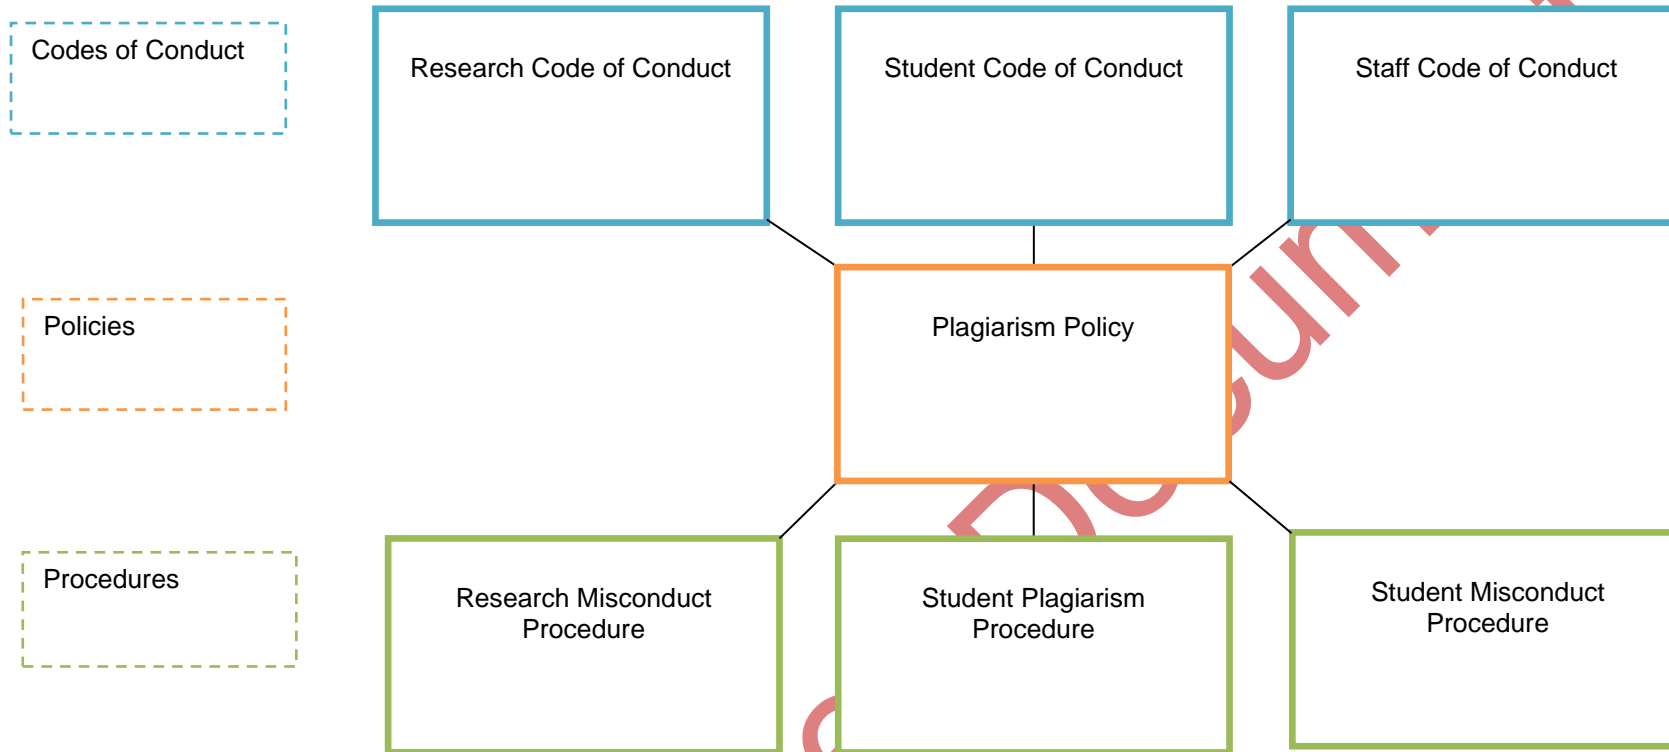 Codes of Conduct
Research Code of Conduct
Student Code of Conduct
Staff Code of Conduct
Policies
Plagiarism Policy
Procedures
Research Misconduct
Procedure
Student Plagiarism
Procedure
Student Misconduct
Procedure